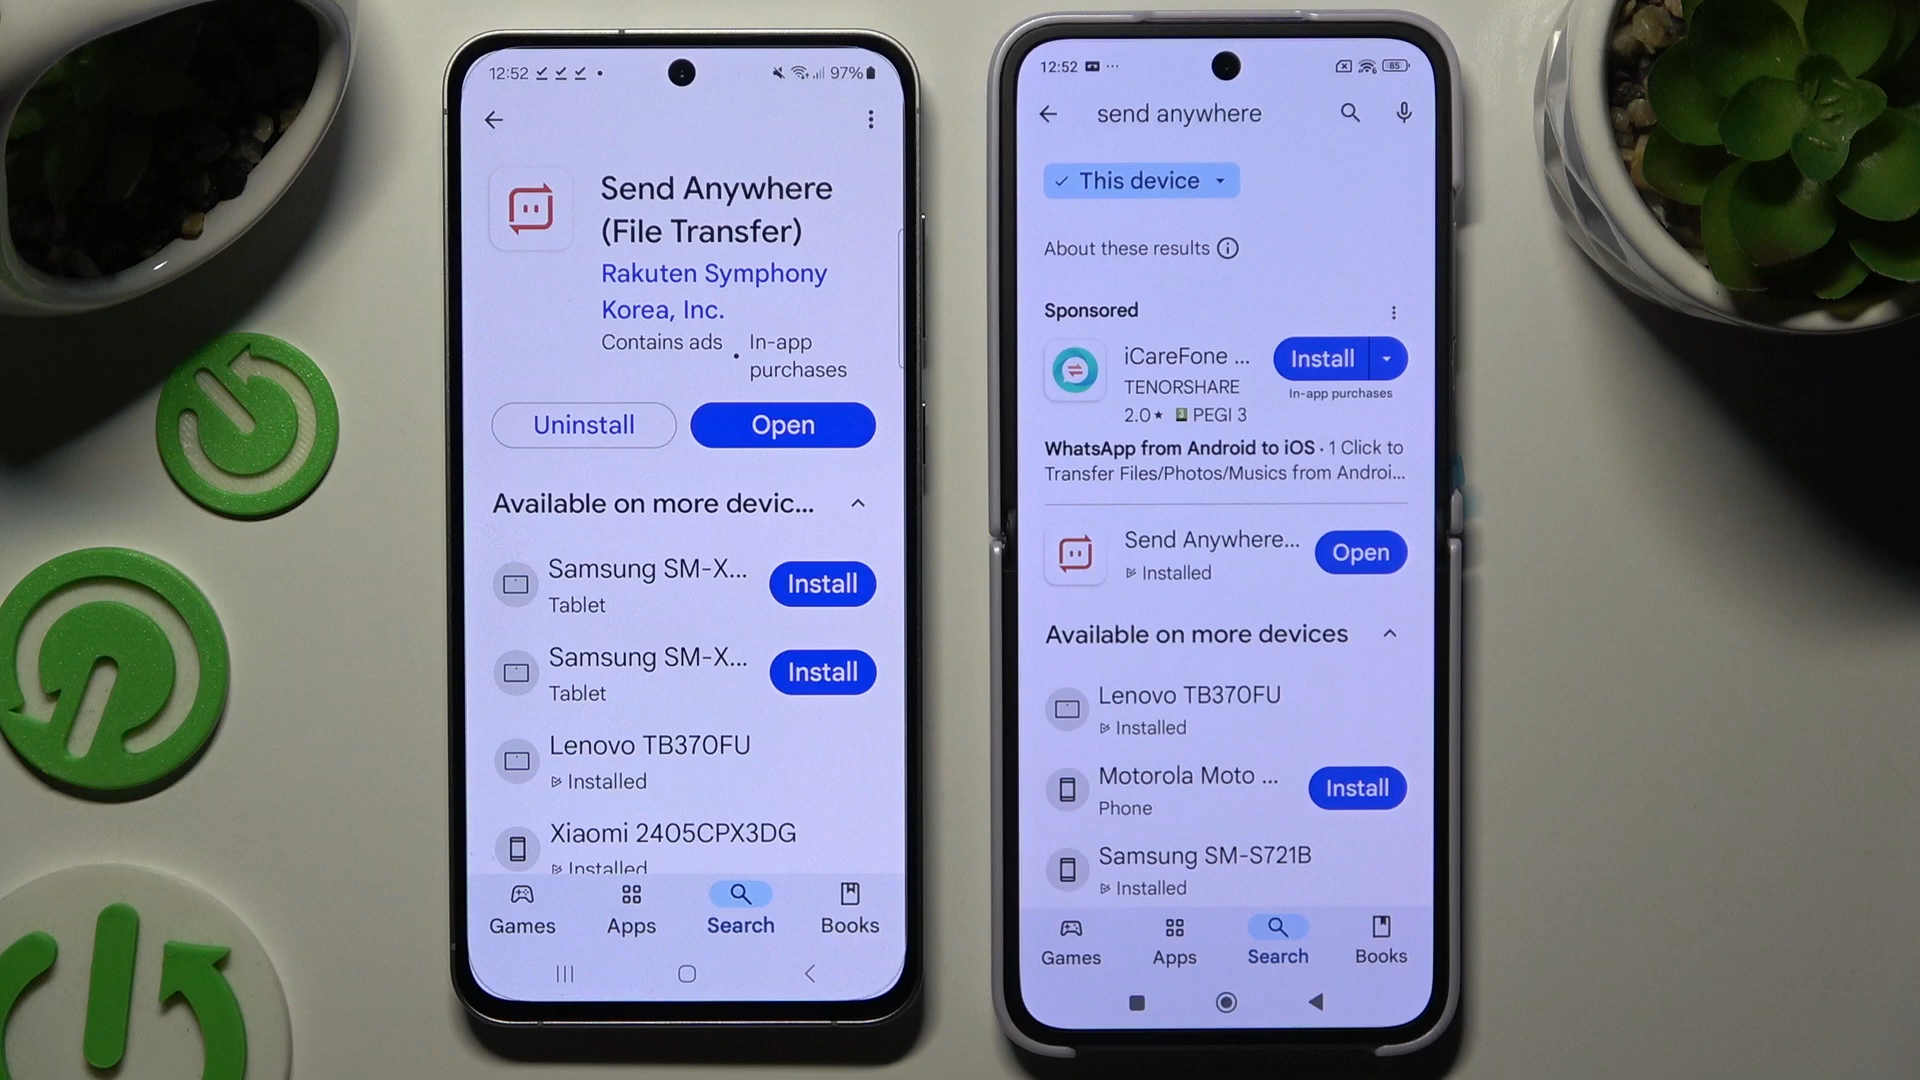 12:52
97%
Send Anywhere
(File Transfer)
Rakuten Symphony
Korea, Inc.
Contains ads • In-app
purchases
Uninstall
Open
Available on more devic...
Samsung SM-X...
Tablet
Install
Samsung SM-X...
Tablet
Install
Lenovo TB370FU
Installed
Xiaomi 2405CPX3DG
Installed
Games
Apps
Search
Books
12:52 ...
85
send anywhere
This device
About these results
Sponsored
iCareFone ...
TENORSHARE
2.0★ 3 PEGI 3
Install
In-app purchases
WhatsApp from Android to iOS · 1 Click to
Transfer Files/Photos/Musics from Androi...
Send Anywhere...
Installed
Open
Available on more devices
Lenovo TB370FU
Installed
Motorola Moto ...
Phone
Install
Samsung SM-S721B
Installed
Games
Apps
Search
Books